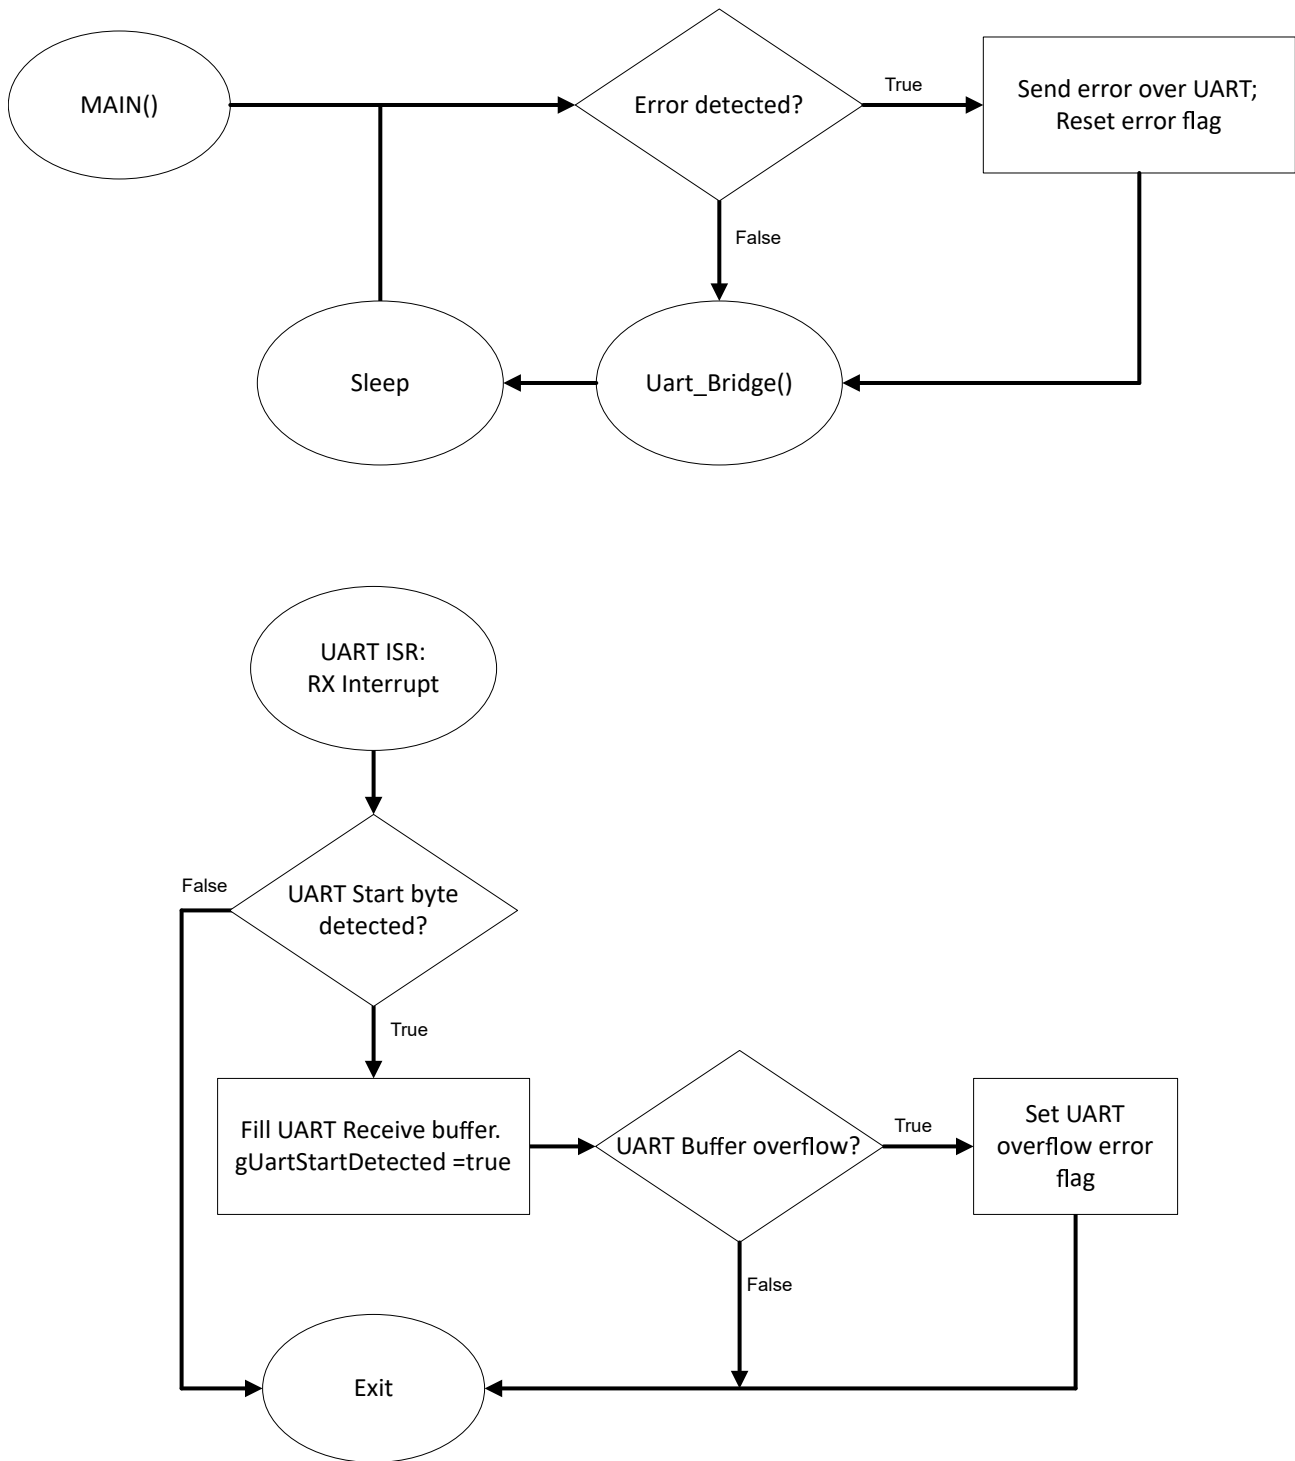 MAIN()
Error detected?
True
Send error over UART;
Reset error flag
False
Sleep
Uart_Bridge()
UART ISR:
RX Interrupt
False
UART Start byte
detected?
True
Fill UART Receive buffer.
gUartStartDetected =true
UART Buffer overflow?
True
Set UART
overflow error
flag
False
Exit